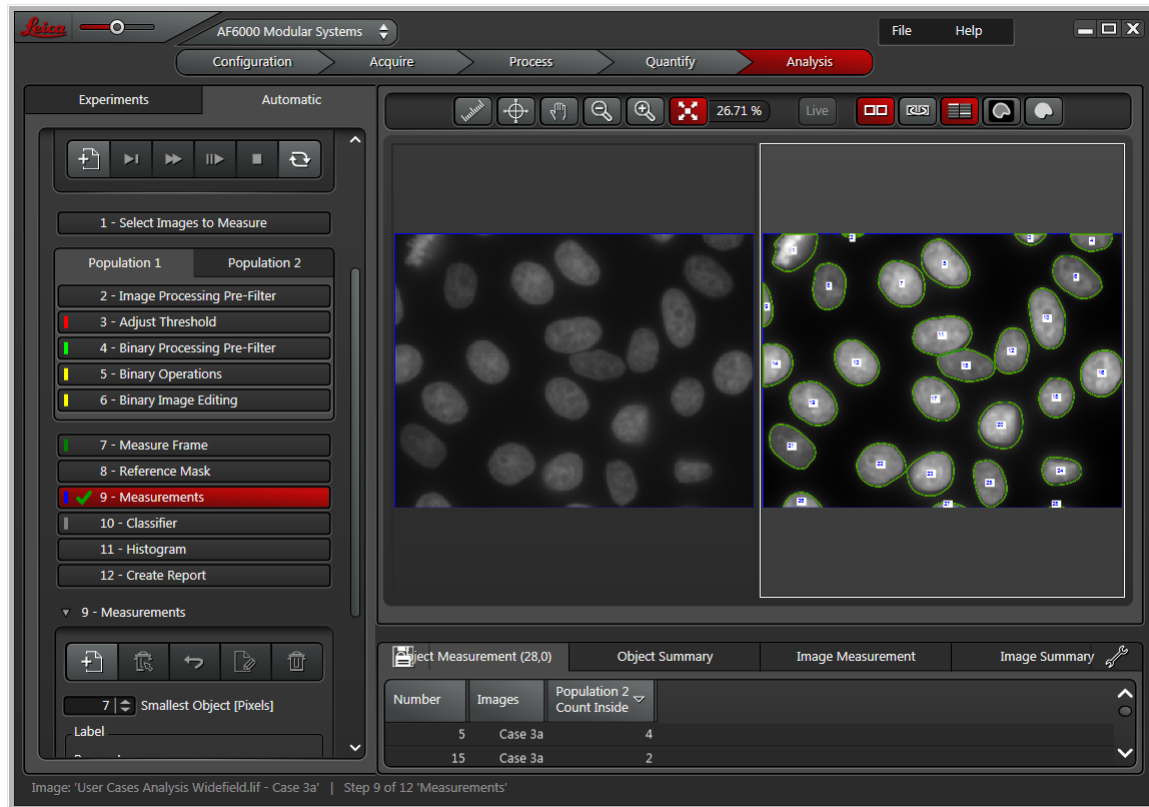 Leica
AF6000 Modular Systems
File Help
Configuration Acquire Process Quantify Analysis
Experiments Automatic
26.71 % Live
1 - Select Images to Measure
Population 1 Population 2
2 - Image Processing Pre-Filter
3 - Adjust Threshold
4 - Binary Processing Pre-Filter
5 - Binary Operations
6 - Binary Image Editing
7 - Measure Frame
8 - Reference Mask
9 - Measurements
10 - Classifier
11 - Histogram
12 - Create Report
9 - Measurements
7 Smallest Object [Pixels]
Label
Object Measurement (28,0) Object Summary Image Measurement Image Summary
Number Images Population 2
Count Inside
5 Case 3a 4
15 Case 3a 2
Image: 'User Cases Analysis Widefield.lif - Case 3a' | Step 9 of 12 'Measurements'